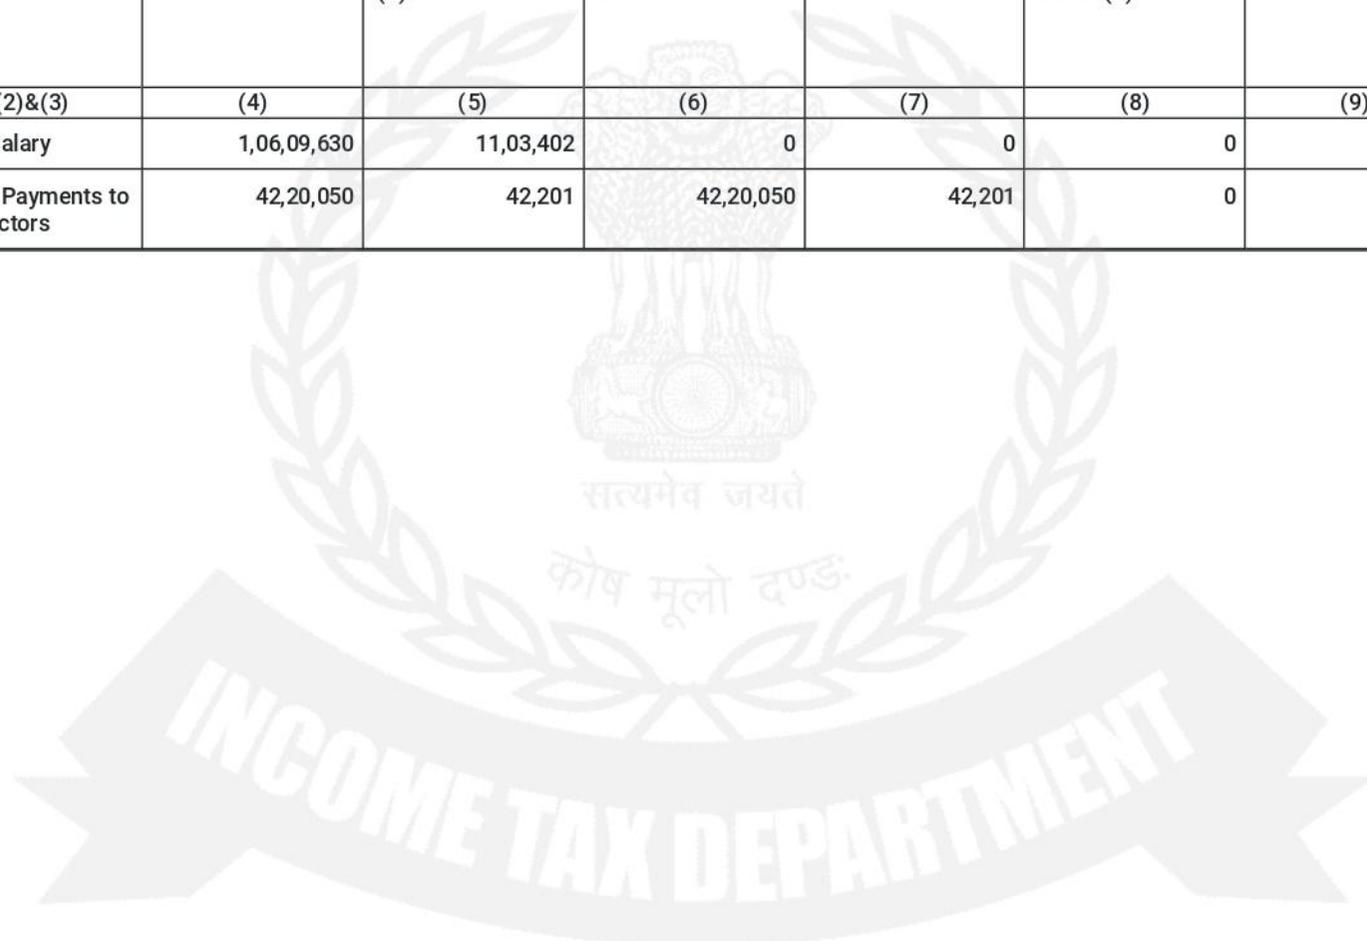 (2)&(3) (4) (5) (6) (7) (8) (9)
alary 1,06,09,630 11,03,402 0 0 0
Payments to 42,20,050 42,201 42,20,050 42,201 0
ctors
सत्यमेव जयते
कोष मूलो दण्डः
INCOME TAX DEPARTMENT